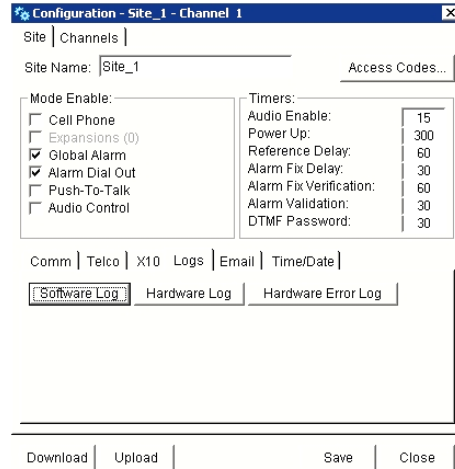 Configuration - Site_1 - Channel 1
Site Channels
Site Name: Site_1 Access Codes...
Mode Enable:
Cell Phone
Expansions (0)
Global Alarm
Alarm Dial Out
Push-To-Talk
Audio Control
Timers:
Audio Enable: 15
Power Up: 300
Reference Delay: 60
Alarm Fix Delay: 30
Alarm Fix Verification: 60
Alarm Validation: 30
DTMF Password: 30
Comm Telco X10 Logs Email Time/Date
Software Log Hardware Log Hardware Error Log
Download Upload Save Close